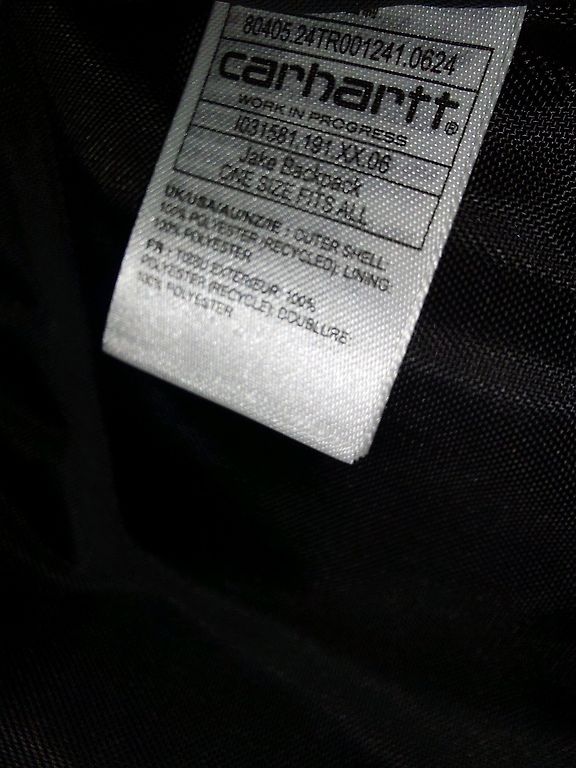 80405.24TR001241.0624
carhartt®
WORK IN PROGRESS
I031581.191.XX.06
Jake Backpack
ONE SIZE FITS ALL
UK/USA/AU/NZ/IE : OUTER SHELL:
100% POLYESTER (RECYCLED); LINING
100% POLYESTER
FR : TISSU EXTERIEUR: 100%
POLYESTER (RECYCLE); DOUBLURE:
100% POLYESTER